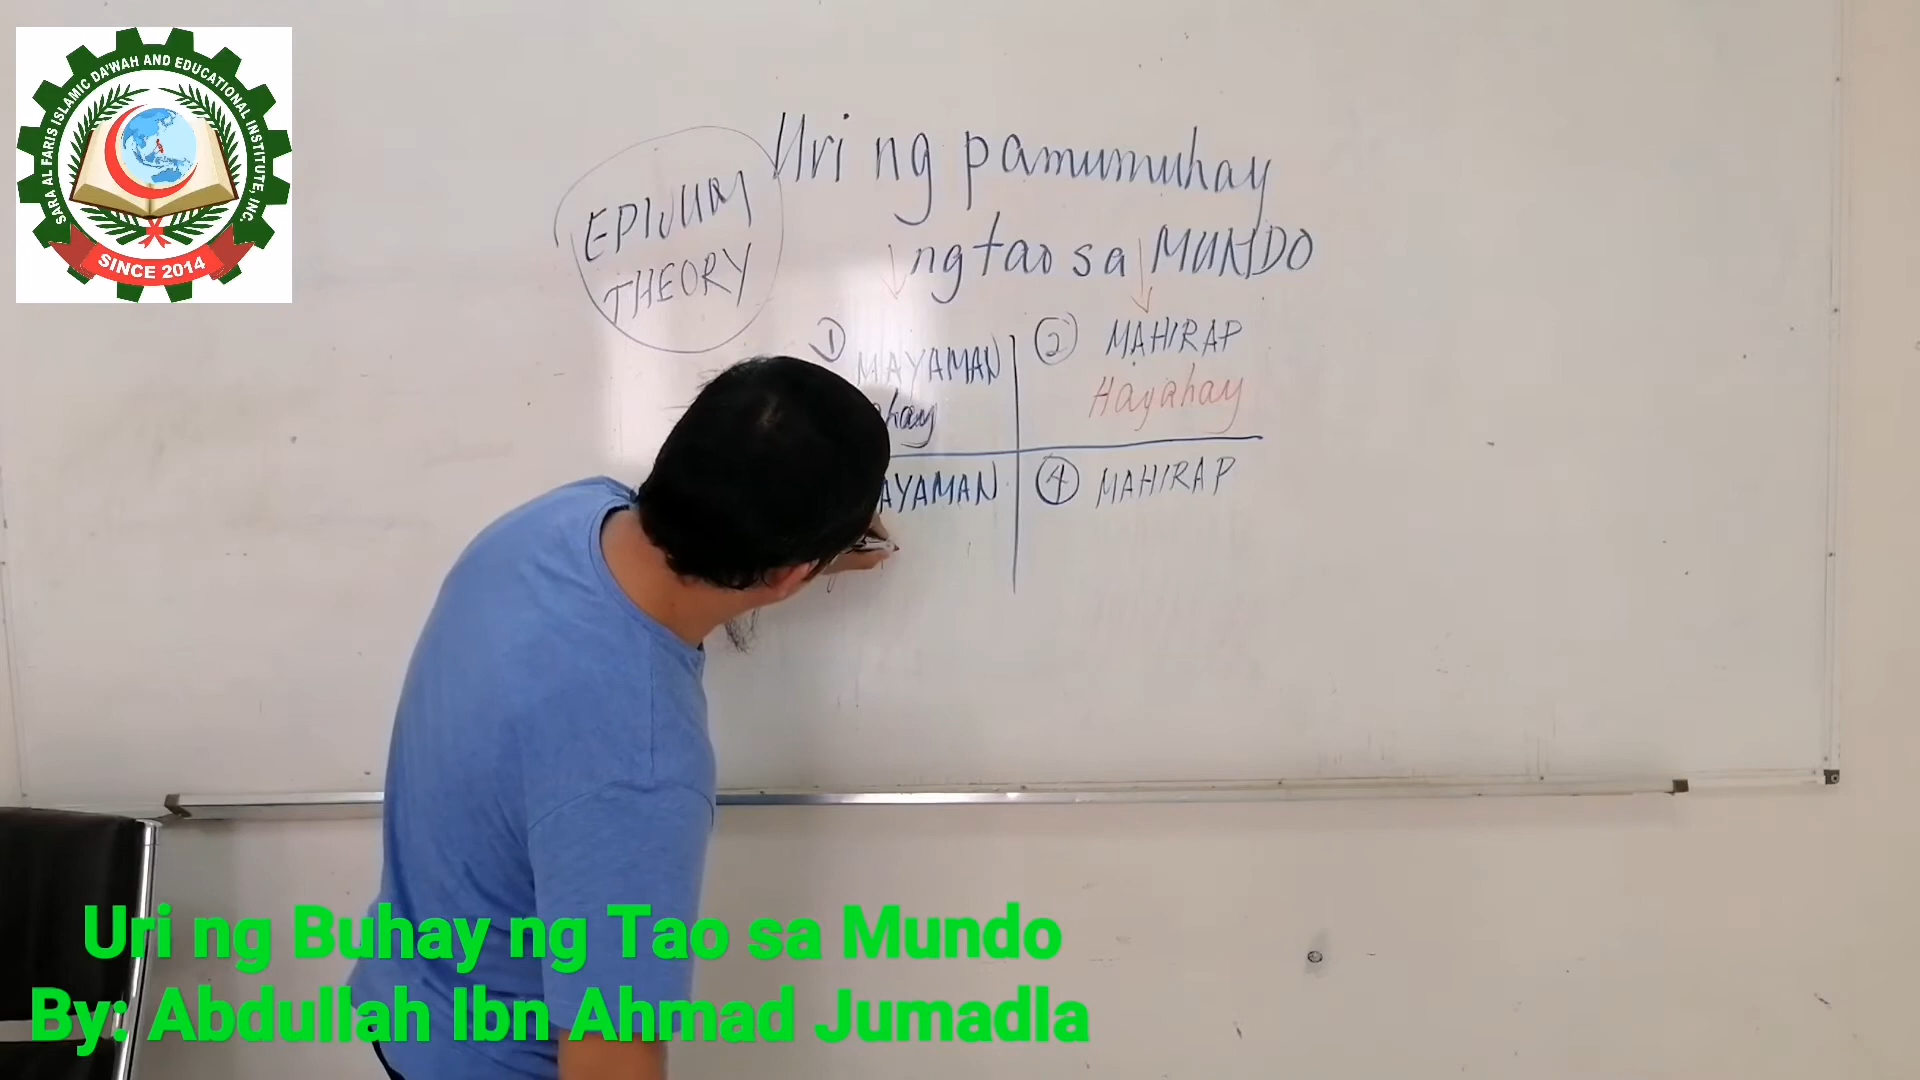 SARA AL FARIS ISLAMIC DA'WAH AND EDUCATIONAL INSTITUTE, INC.
SINCE 2014
Uri ng pamumuhay
ng tao sa MUNDO
THEORY
1 MAYAMAN
hay
2 MAHIRAP
Hayahay
AYAMAN
4 MAHIRAP
Uri ng Buhay ng Tao sa Mundo
By: Abdullah Ibn Ahmad Jumadla